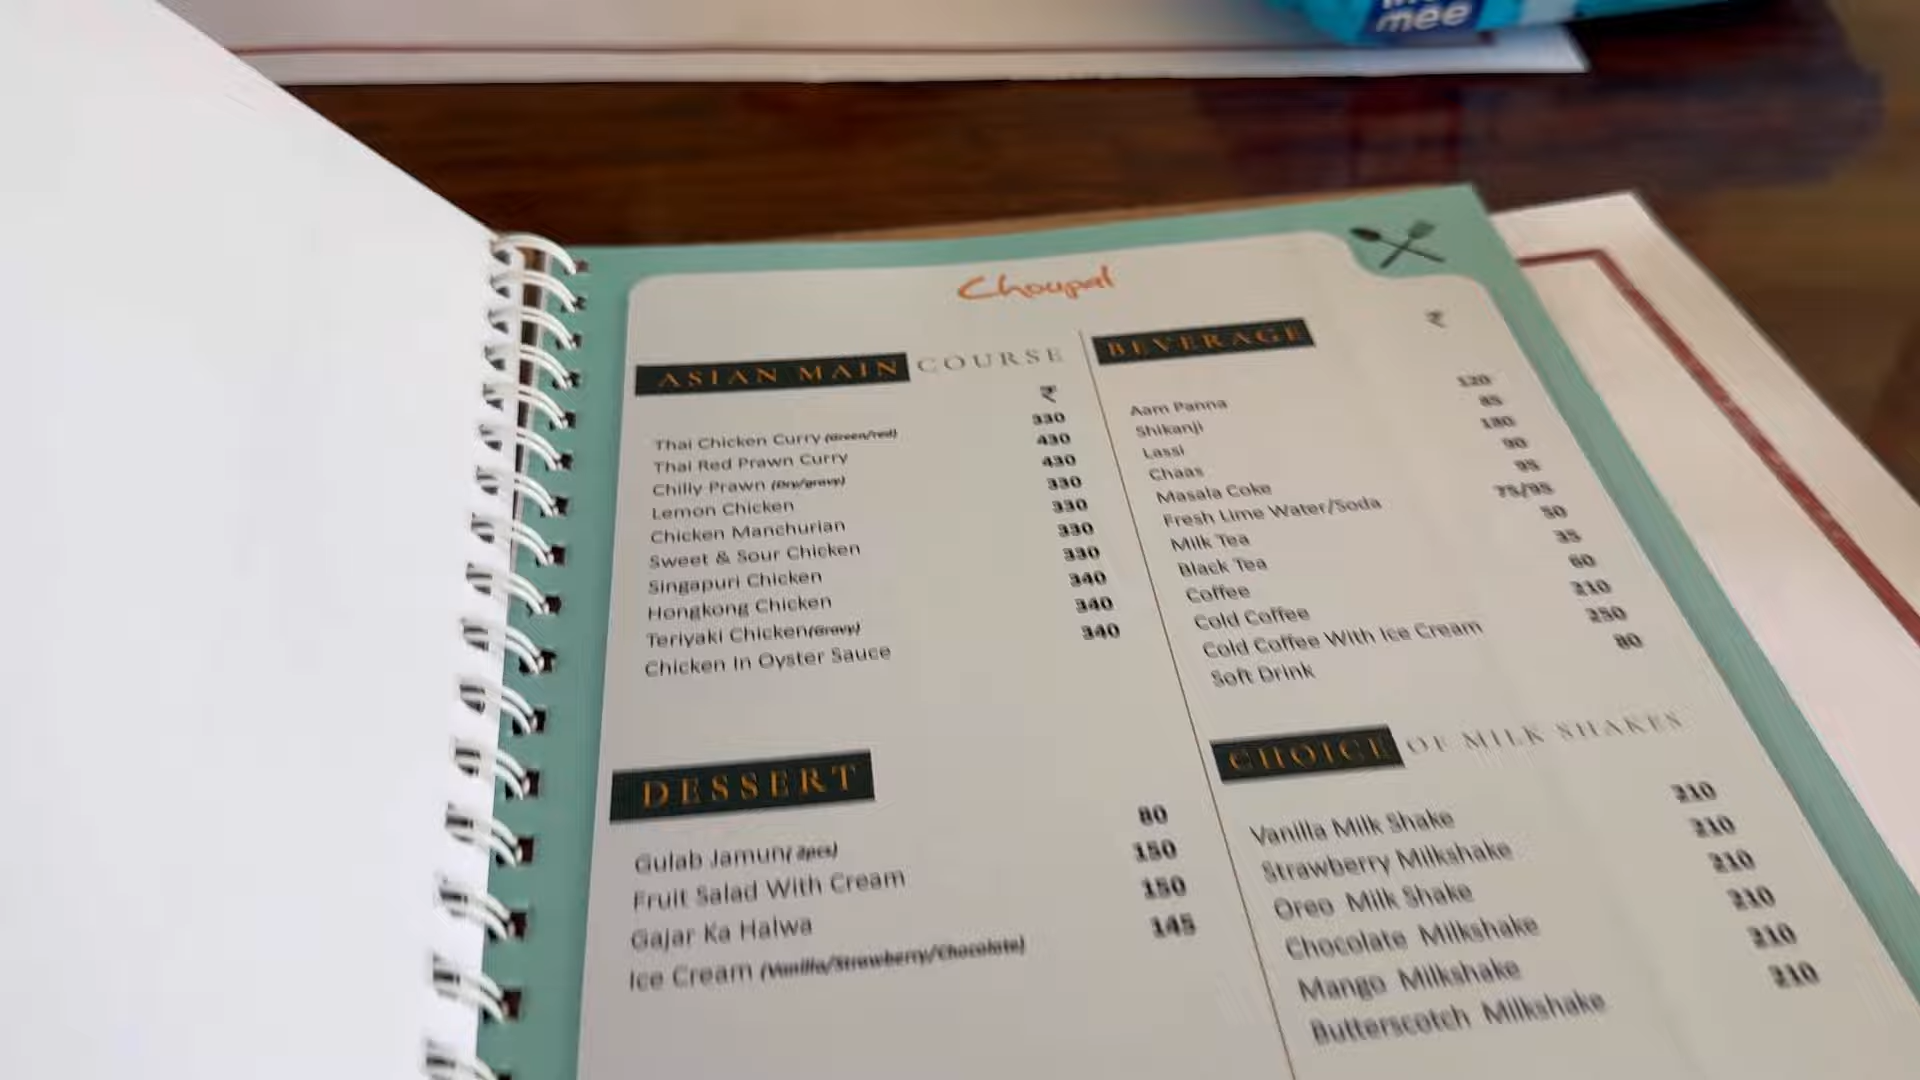 mee
Choupal
ASIAN MAIN COURSE
₹
Thai Chicken Curry (Green/red) 330
Thai Red Prawn Curry 430
Chilly Prawn (Dry/gravy) 430
Lemon Chicken 330
Chicken Manchurian 330
Sweet & Sour Chicken 330
Singapuri Chicken 330
Hongkong Chicken 340
Teriyaki Chicken(Gravy) 340
Chicken In Oyster Sauce 340
DESSERT
Gulab Jamun( 2pcs) 80
Fruit Salad With Cream 150
Gajar Ka Halwa 150
Ice Cream (Vanilla/Strawberry/Chocolate) 145
BEVERAGE
₹
Aam Panna 120
Shikanji 85
Lassi 130
Chaas 90
Masala Coke 95
Fresh Lime Water/Soda 75/95
Milk Tea 50
Black Tea 35
Coffee 60
Cold Coffee 210
Cold Coffee With Ice Cream 250
Soft Drink 80
CHOICE OF MILK SHAKES
Vanilla Milk Shake 210
Strawberry Milkshake 210
Oreo Milk Shake 210
Chocolate Milkshake 210
Mango Milkshake 210
Butterscotch Milkshake 210